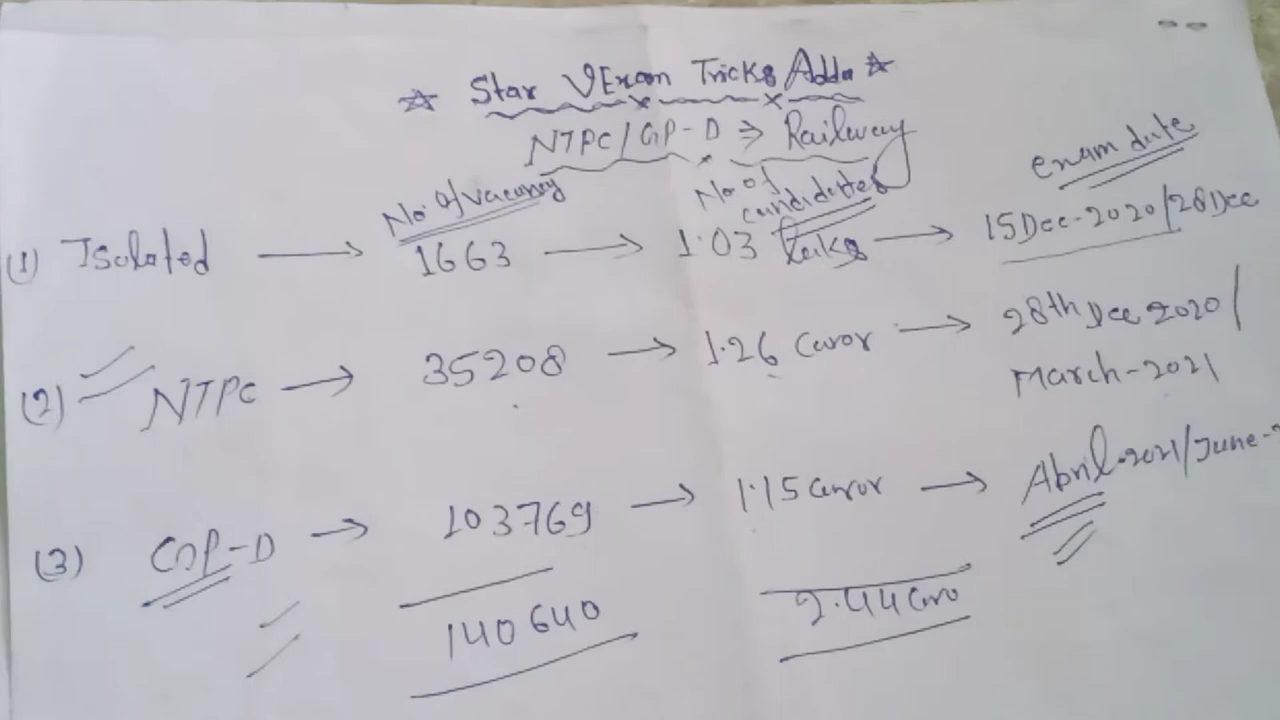 ☆ Star VExam Tricks Adda ☆
NTPC/GP-D ⇒ Railway
No. of vacancy No of candidates exam date
(1) Isolated → 1663 → 1.03 lakhs → 15Dec-2020/28Dec
(2) NTPC → 35208 → 1.26 Caror → 28th Dec 2020/
March-2021
(3) GP-D → 103769 → 1.15 Caror → Abril-2021/June-
140640 2.44 Caro